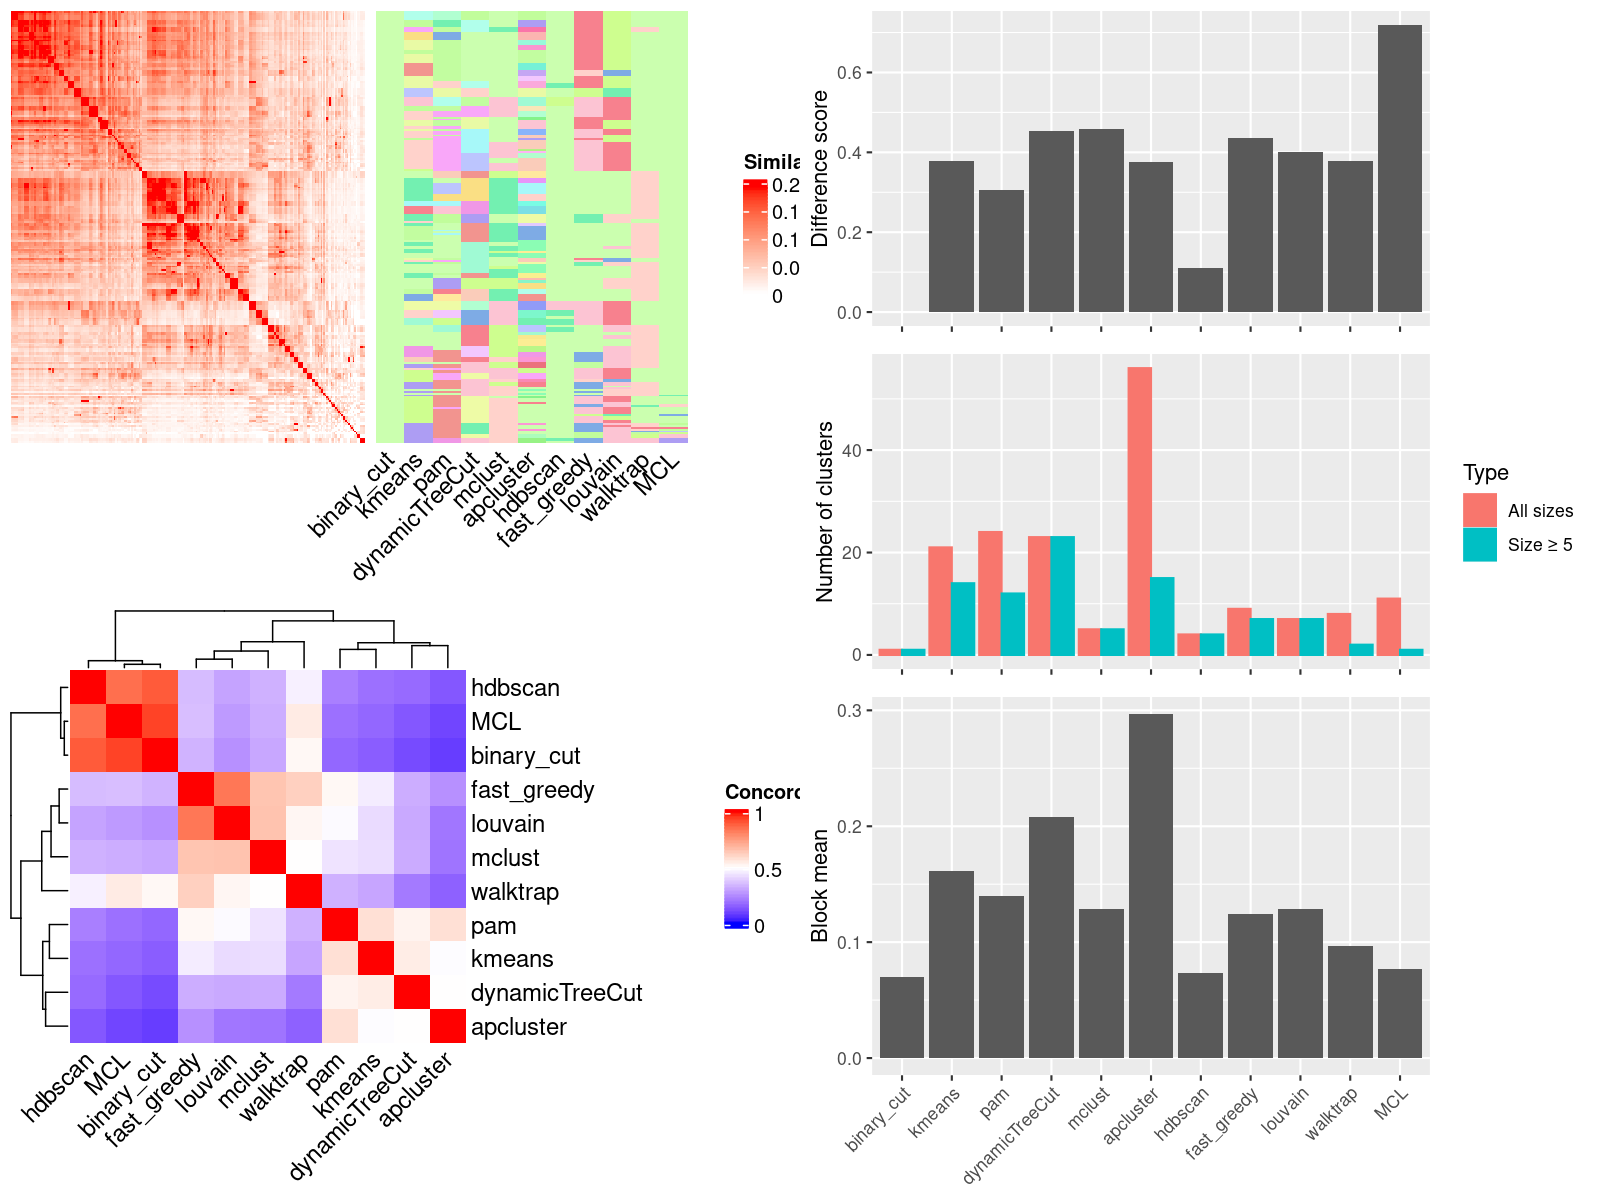 Simila
0.2
0.1
0.1
0.0
0
binary_cut
kmeans
pam
dynamicTreeCut
mclust
apcluster
hdbscan
fast_greedy
louvain
walktrap
MCL
hdbscan
MCL
binary_cut
fast_greedy
louvain
mclust
walktrap
pam
kmeans
dynamicTreeCut
apcluster
Concord
1
0.5
0
hdbscan
MCL
binary_cut
fast_greedy
louvain
mclust
walktrap
pam
kmeans
dynamicTreeCut
apcluster
Difference score
0.6
0.4
0.2
0.0
Number of clusters
40
20
0
Type
All sizes
Size ≥ 5
Block mean
0.3
0.2
0.1
0.0
binary_cut
kmeans
pam
dynamicTreeCut
mclust
apcluster
hdbscan
fast_greedy
louvain
walktrap
MCL